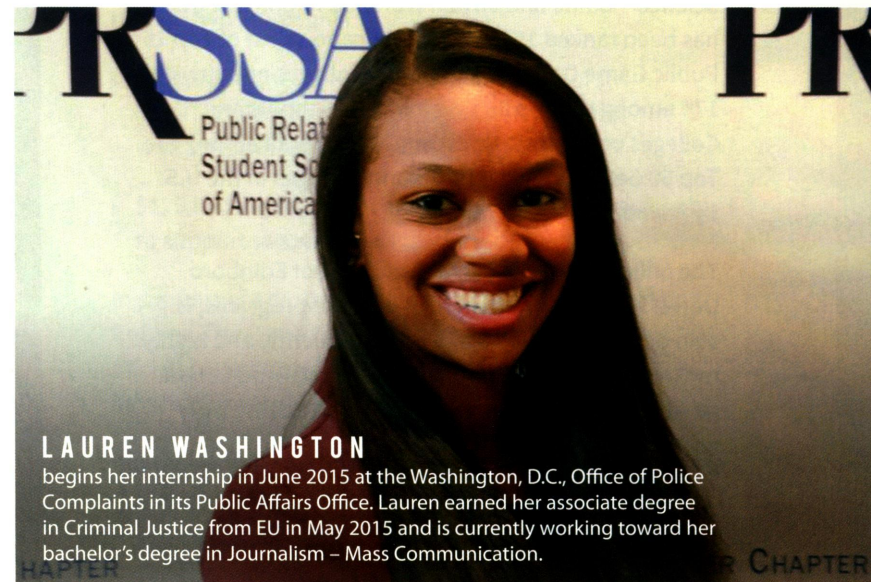 PRSSA PR
Public Relat
Student So
of America
LAUREN WASHINGTON
begins her internship in June 2015 at the Washington, D.C., Office of Police
Complaints in its Public Affairs Office. Lauren earned her associate degree
in Criminal Justice from EU in May 2015 and is currently working toward her
bachelor's degree in Journalism – Mass Communication.
HAPTER R CHAPTER